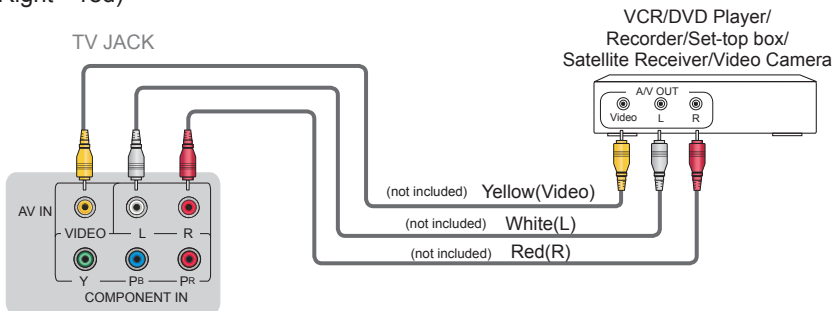 Right - red)
TV JACK
VCR/DVD Player/
Recorder/Set-top box/
Satellite Receiver/Video Camera
A/V OUT
Video L R
(not included) Yellow(Video)
(not included) White(L)
(not included) Red(R)
AV IN
VIDEO L R
Y PB PR
COMPONENT IN